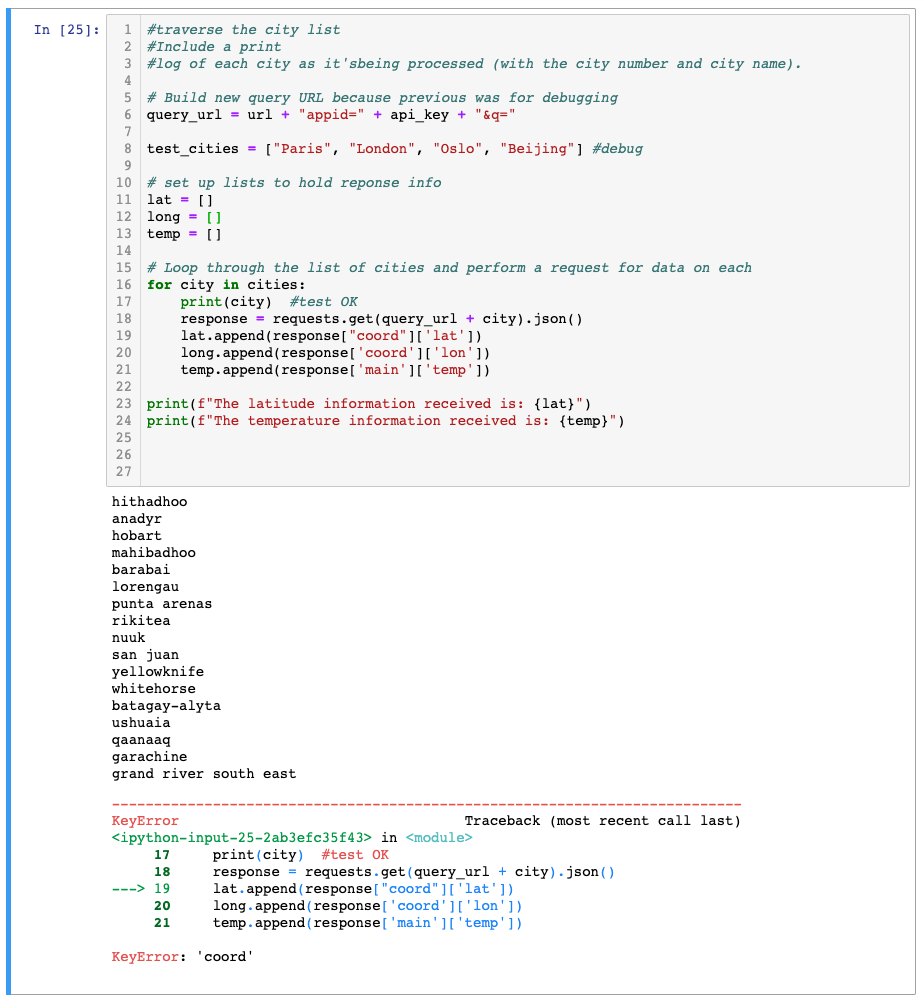 In [25]:
1 #traverse the city list
2 #Include a print
3 #log of each city as it'sbeing processed (with the city number and city name).
4
5 # Build new query URL because previous was for debugging
6 query_url = url + "appid=" + api_key + "&q="
7
8 test_cities = ["Paris", "London", "Oslo", "Beijing"] #debug
9
10 # set up lists to hold reponse info
11 lat = []
12 long = []
13 temp = []
14
15 # Loop through the list of cities and perform a request for data on each
16 for city in cities:
17     print(city)  #test OK
18     response = requests.get(query_url + city).json()
19     lat.append(response["coord"]['lat'])
20     long.append(response['coord']['lon'])
21     temp.append(response['main']['temp'])
22
23 print(f"The latitude information received is: {lat}")
24 print(f"The temperature information received is: {temp}")
25
26
27
hithadhoo
anadyr
hobart
mahibadhoo
barabai
lorengau
punta arenas
rikitea
nuuk
san juan
yellowknife
whitehorse
batagay-alyta
ushuaia
qaanaaq
garachine
grand river south east
---------------------------------------------------------------------------
KeyError                                  Traceback (most recent call last)
<ipython-input-25-2ab3efc35f43> in <module>
     17     print(city)  #test OK
     18     response = requests.get(query_url + city).json()
---> 19     lat.append(response["coord"]['lat'])
     20     long.append(response['coord']['lon'])
     21     temp.append(response['main']['temp'])
KeyError: 'coord'